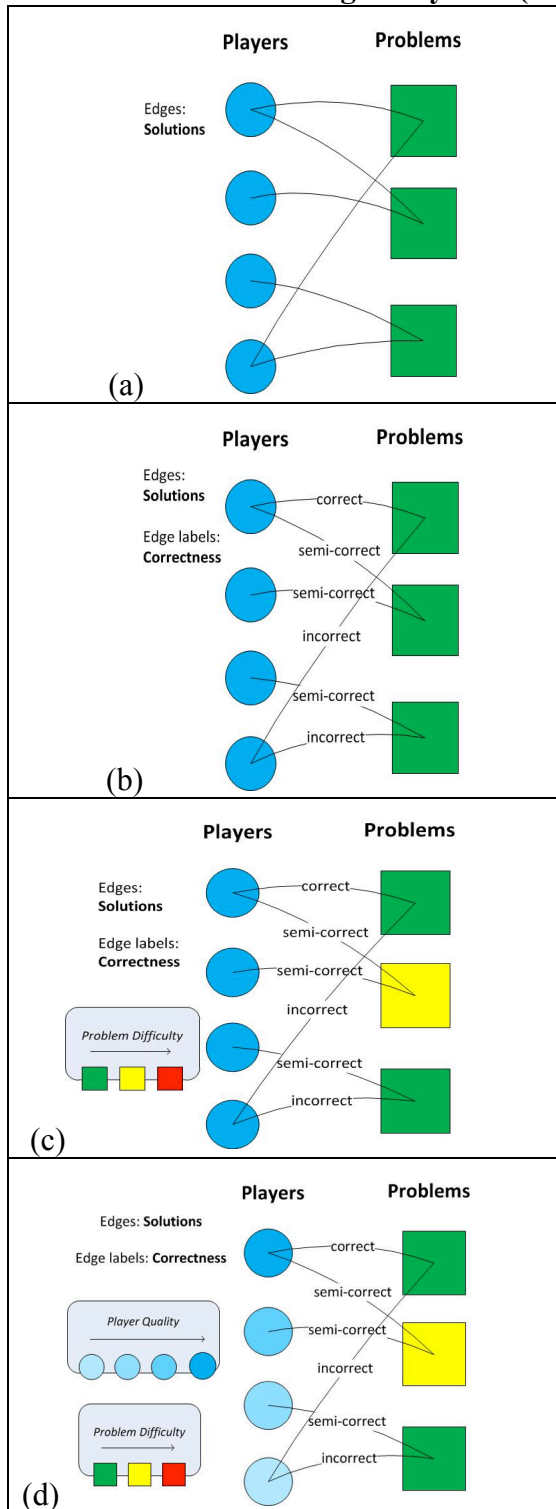 Players Problems
Edges:
Solutions
(a)
Players Problems
Edges:
Solutions
Edge labels:
Correctness
correct
semi-correct
semi-correct
incorrect
semi-correct
incorrect
(b)
Players Problems
Edges:
Solutions
Edge labels:
Correctness
correct
semi-correct
semi-correct
incorrect
Problem Difficulty
semi-correct
incorrect
(c)
Players Problems
Edges: Solutions
Edge labels: Correctness
correct
semi-correct
Player Quality
semi-correct
incorrect
Problem Difficulty
semi-correct
incorrect
(d)